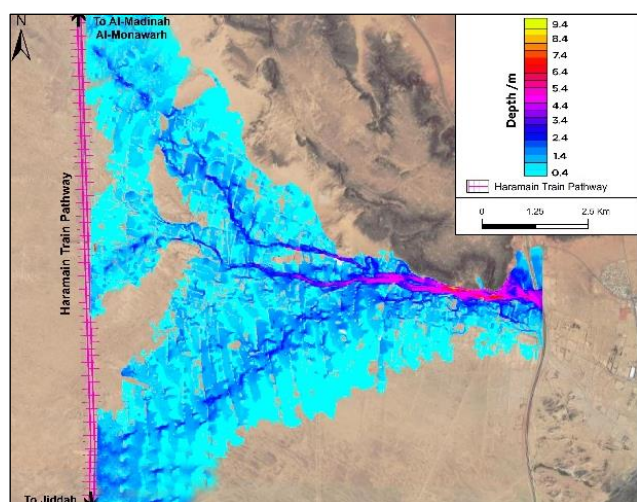 To Al-Madinah
Al-Monawarh
N
Haramain Train Pathway
To Jiddah
Depth /m
9.4
8.4
7.4
6.4
5.4
4.4
3.4
2.4
1.4
0.4
Haramain Train Pathway
0
1.25
2.5 Km